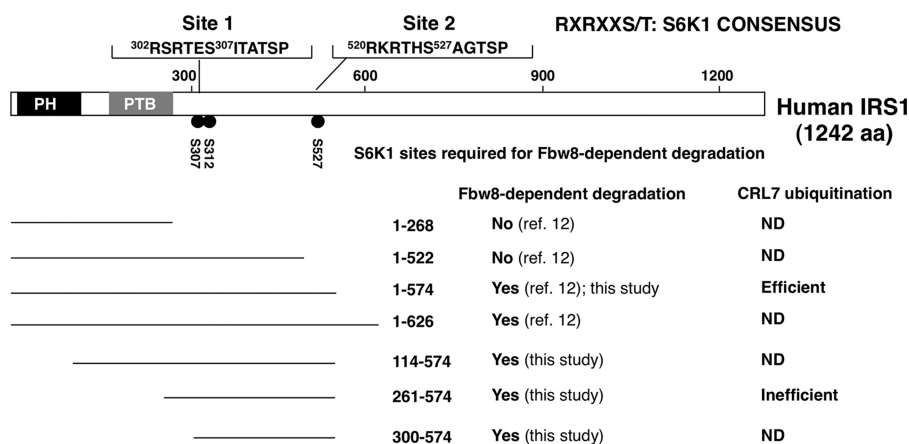 Site 1 Site 2 RXRXXS/T: S6K1 CONSENSUS
302RSRTES307ITATSP 520RKRTHS527AGTSP
300 600 900 1200
PH PTB Human IRS1
(1242 aa)
S307 S312 S527
S6K1 sites required for Fbw8-dependent degradation
Fbw8-dependent degradation CRL7 ubiquitination
1-268 No (ref. 12) ND
1-522 No (ref. 12) ND
1-574 Yes (ref. 12); this study Efficient
1-626 Yes (ref. 12) ND
114-574 Yes (this study) ND
261-574 Yes (this study) Inefficient
300-574 Yes (this study) ND